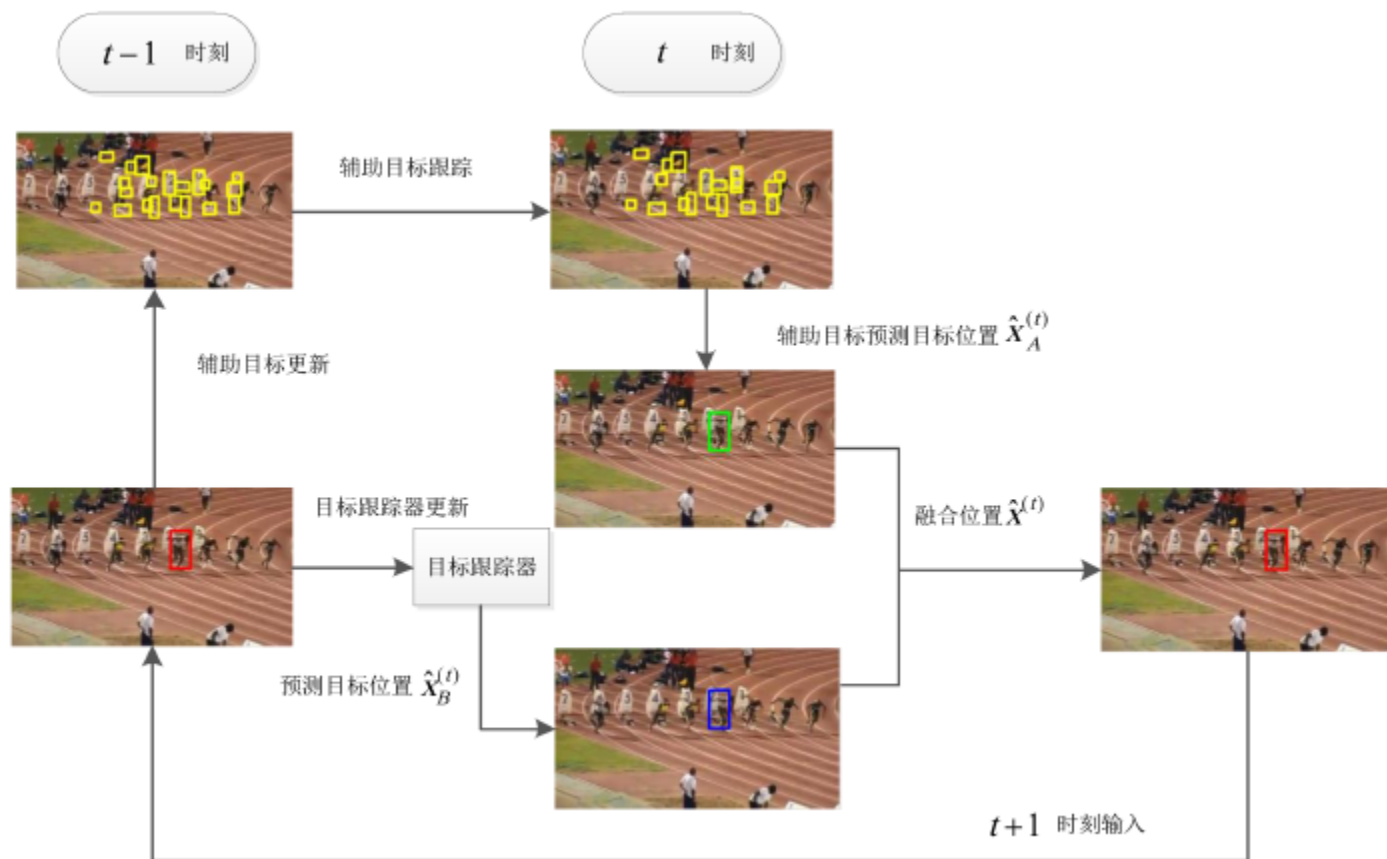 t−1 时刻
t 时刻
辅助目标跟踪
辅助目标预测目标位置 X̂_A^(t)
辅助目标更新
目标跟踪器更新
融合位置 X̂^(t)
目标跟踪器
预测目标位置 X̂_B^(t)
t+1 时刻输入